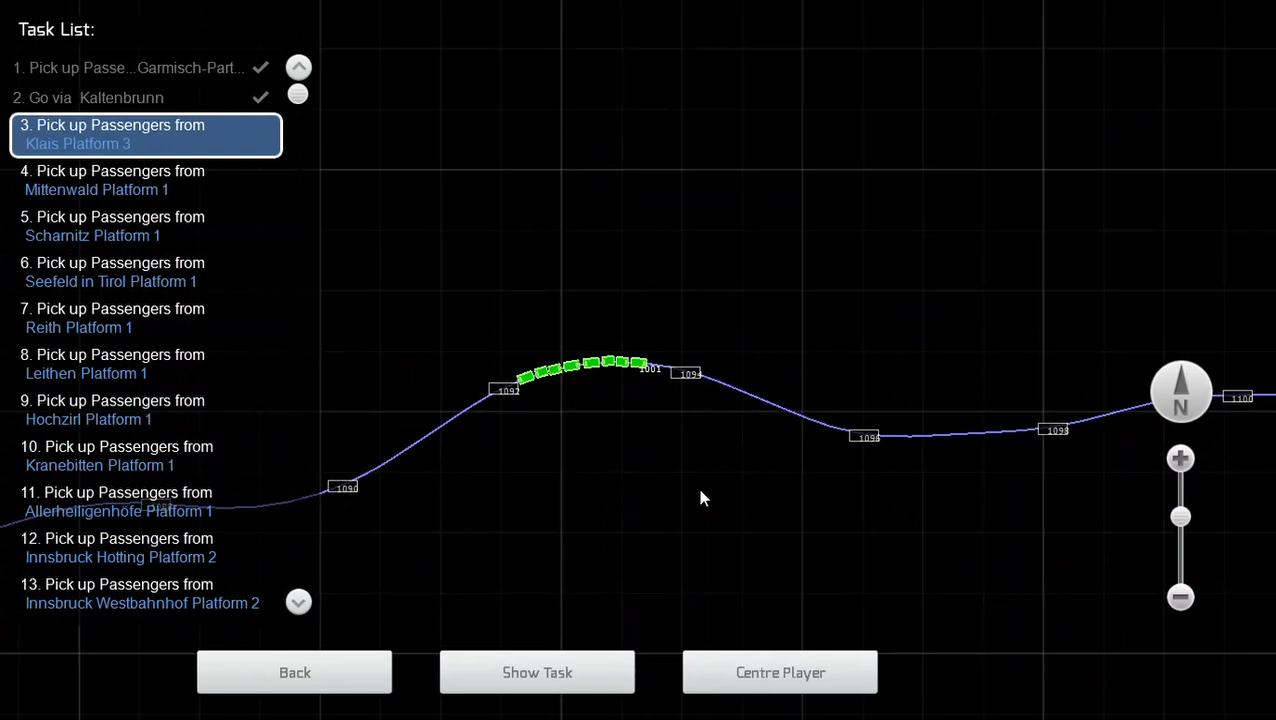 Task List:
1. Pick up Passe...Garmisch-Part...
2. Go via Kaltenbrunn
3. Pick up Passengers from
Klais Platform 3
4. Pick up Passengers from
Mittenwald Platform 1
5. Pick up Passengers from
Scharnitz Platform 1
6. Pick up Passengers from
Seefeld in Tirol Platform 1
7. Pick up Passengers from
Reith Platform 1
8. Pick up Passengers from
Leithen Platform 1
9. Pick up Passengers from
Hochzirl Platform 1
10. Pick up Passengers from
Kranebitten Platform 1
11. Pick up Passengers from
Allerheiligenhöfe Platform 1
12. Pick up Passengers from
Innsbruck Hotting Platform 2
13. Pick up Passengers from
Innsbruck Westbahnhof Platform 2
1090
1092
1001
1094
1096
1098
1100
N
Back
Show Task
Centre Player